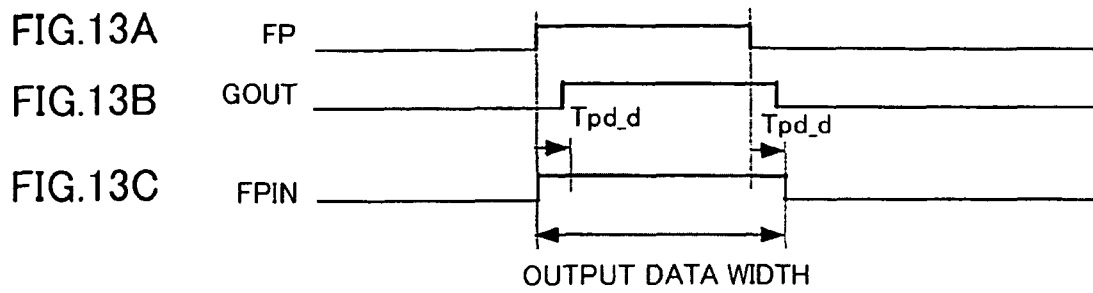 FIG.13A FP
FIG.13B GOUT
Tpd_d Tpd_d
FIG.13C FPIN
OUTPUT DATA WIDTH